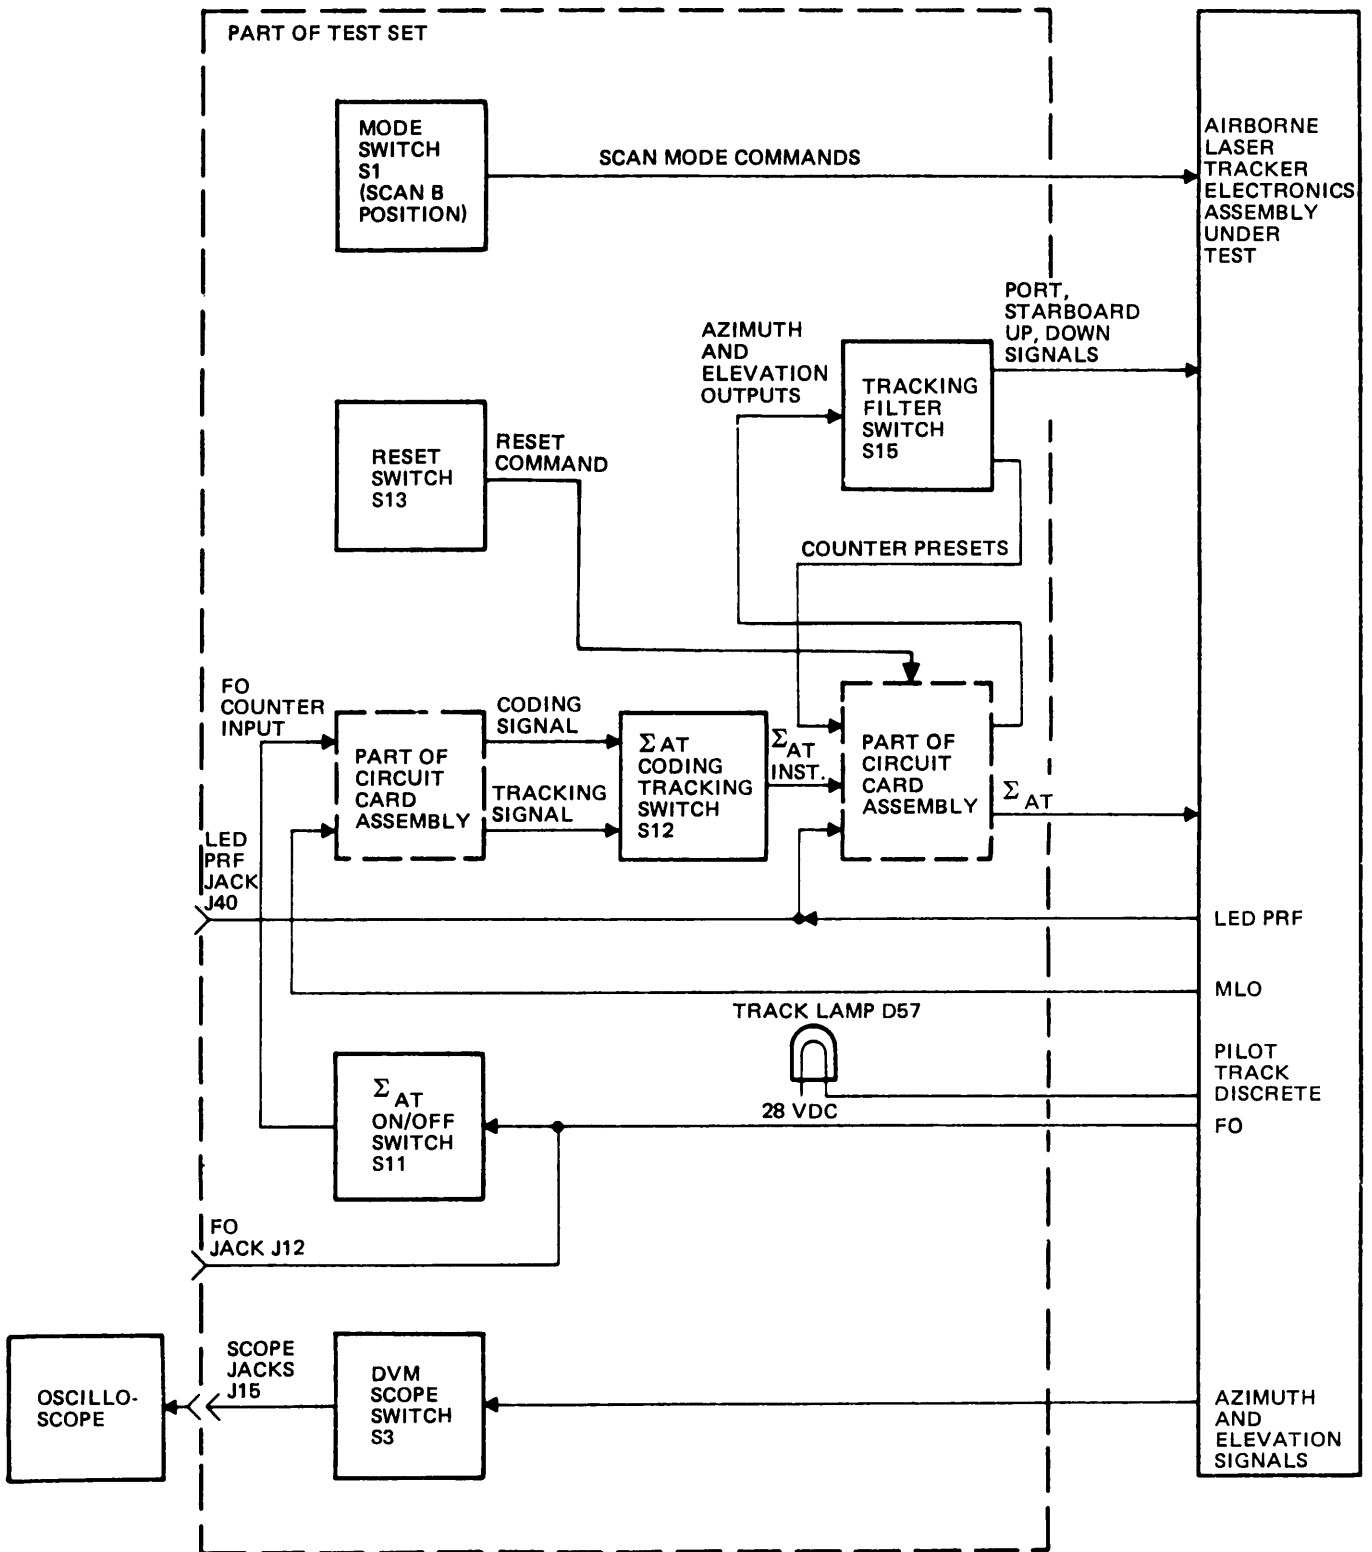 PART OF TEST SET
MODE
SWITCH
S1
(SCAN B
POSITION)
SCAN MODE COMMANDS
AIRBORNE
LASER
TRACKER
ELECTRONICS
ASSEMBLY
UNDER
TEST
PORT,
STARBOARD
UP, DOWN
SIGNALS
AZIMUTH
AND
ELEVATION
OUTPUTS
TRACKING
FILTER
SWITCH
S15
RESET
SWITCH
S13
RESET
COMMAND
COUNTER PRESETS
FO
COUNTER
INPUT
PART OF
CIRCUIT
CARD
ASSEMBLY
CODING
SIGNAL
TRACKING
SIGNAL
Σ AT
CODING
TRACKING
SWITCH
S12
Σ AT
INST.
PART OF
CIRCUIT
CARD
ASSEMBLY
Σ AT
LED
PRF
JACK
J40
LED PRF
MLO
TRACK LAMP D57
28 VDC
PILOT
TRACK
DISCRETE
FO
Σ AT
ON/OFF
SWITCH
S11
FO
JACK J12
OSCILLO-
SCOPE
SCOPE
JACKS
J15
DVM
SCOPE
SWITCH
S3
AZIMUTH
AND
ELEVATION
SIGNALS